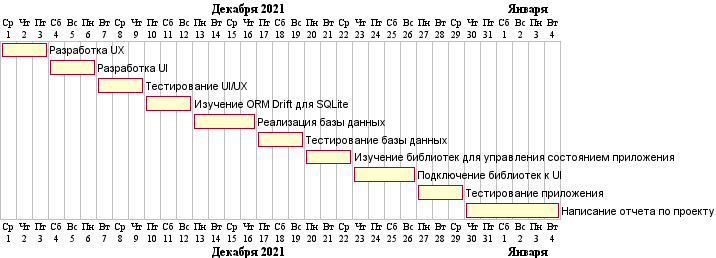 Декабря 2021 Января
Ср Чт Пт Сб Вс Пн Вт Ср Чт Пт Сб Вс Пн Вт Ср Чт Пт Сб Вс Пн Вт Ср Чт Пт Сб Вс Пн Вт Ср Чт Пт Сб Вс Пн Вт
1 2 3 4 5 6 7 8 9 10 11 12 13 14 15 16 17 18 19 20 21 22 23 24 25 26 27 28 29 30 31 1 2 3 4
Разработка UX
Разработка UI
Тестирование UI/UX
Изучение ORM Drift для SQLite
Реализация базы данных
Тестирование базы данных
Изучение библиотек для управления состоянием приложения
Подключение библиотек к UI
Тестирование приложения
Написание отчета по проекту
Ср Чт Пт Сб Вс Пн Вт Ср Чт Пт Сб Вс Пн Вт Ср Чт Пт Сб Вс Пн Вт Ср Чт Пт Сб Вс Пн Вт Ср Чт Пт Сб Вс Пн Вт
1 2 3 4 5 6 7 8 9 10 11 12 13 14 15 16 17 18 19 20 21 22 23 24 25 26 27 28 29 30 31 1 2 3 4
Декабря 2021 Января